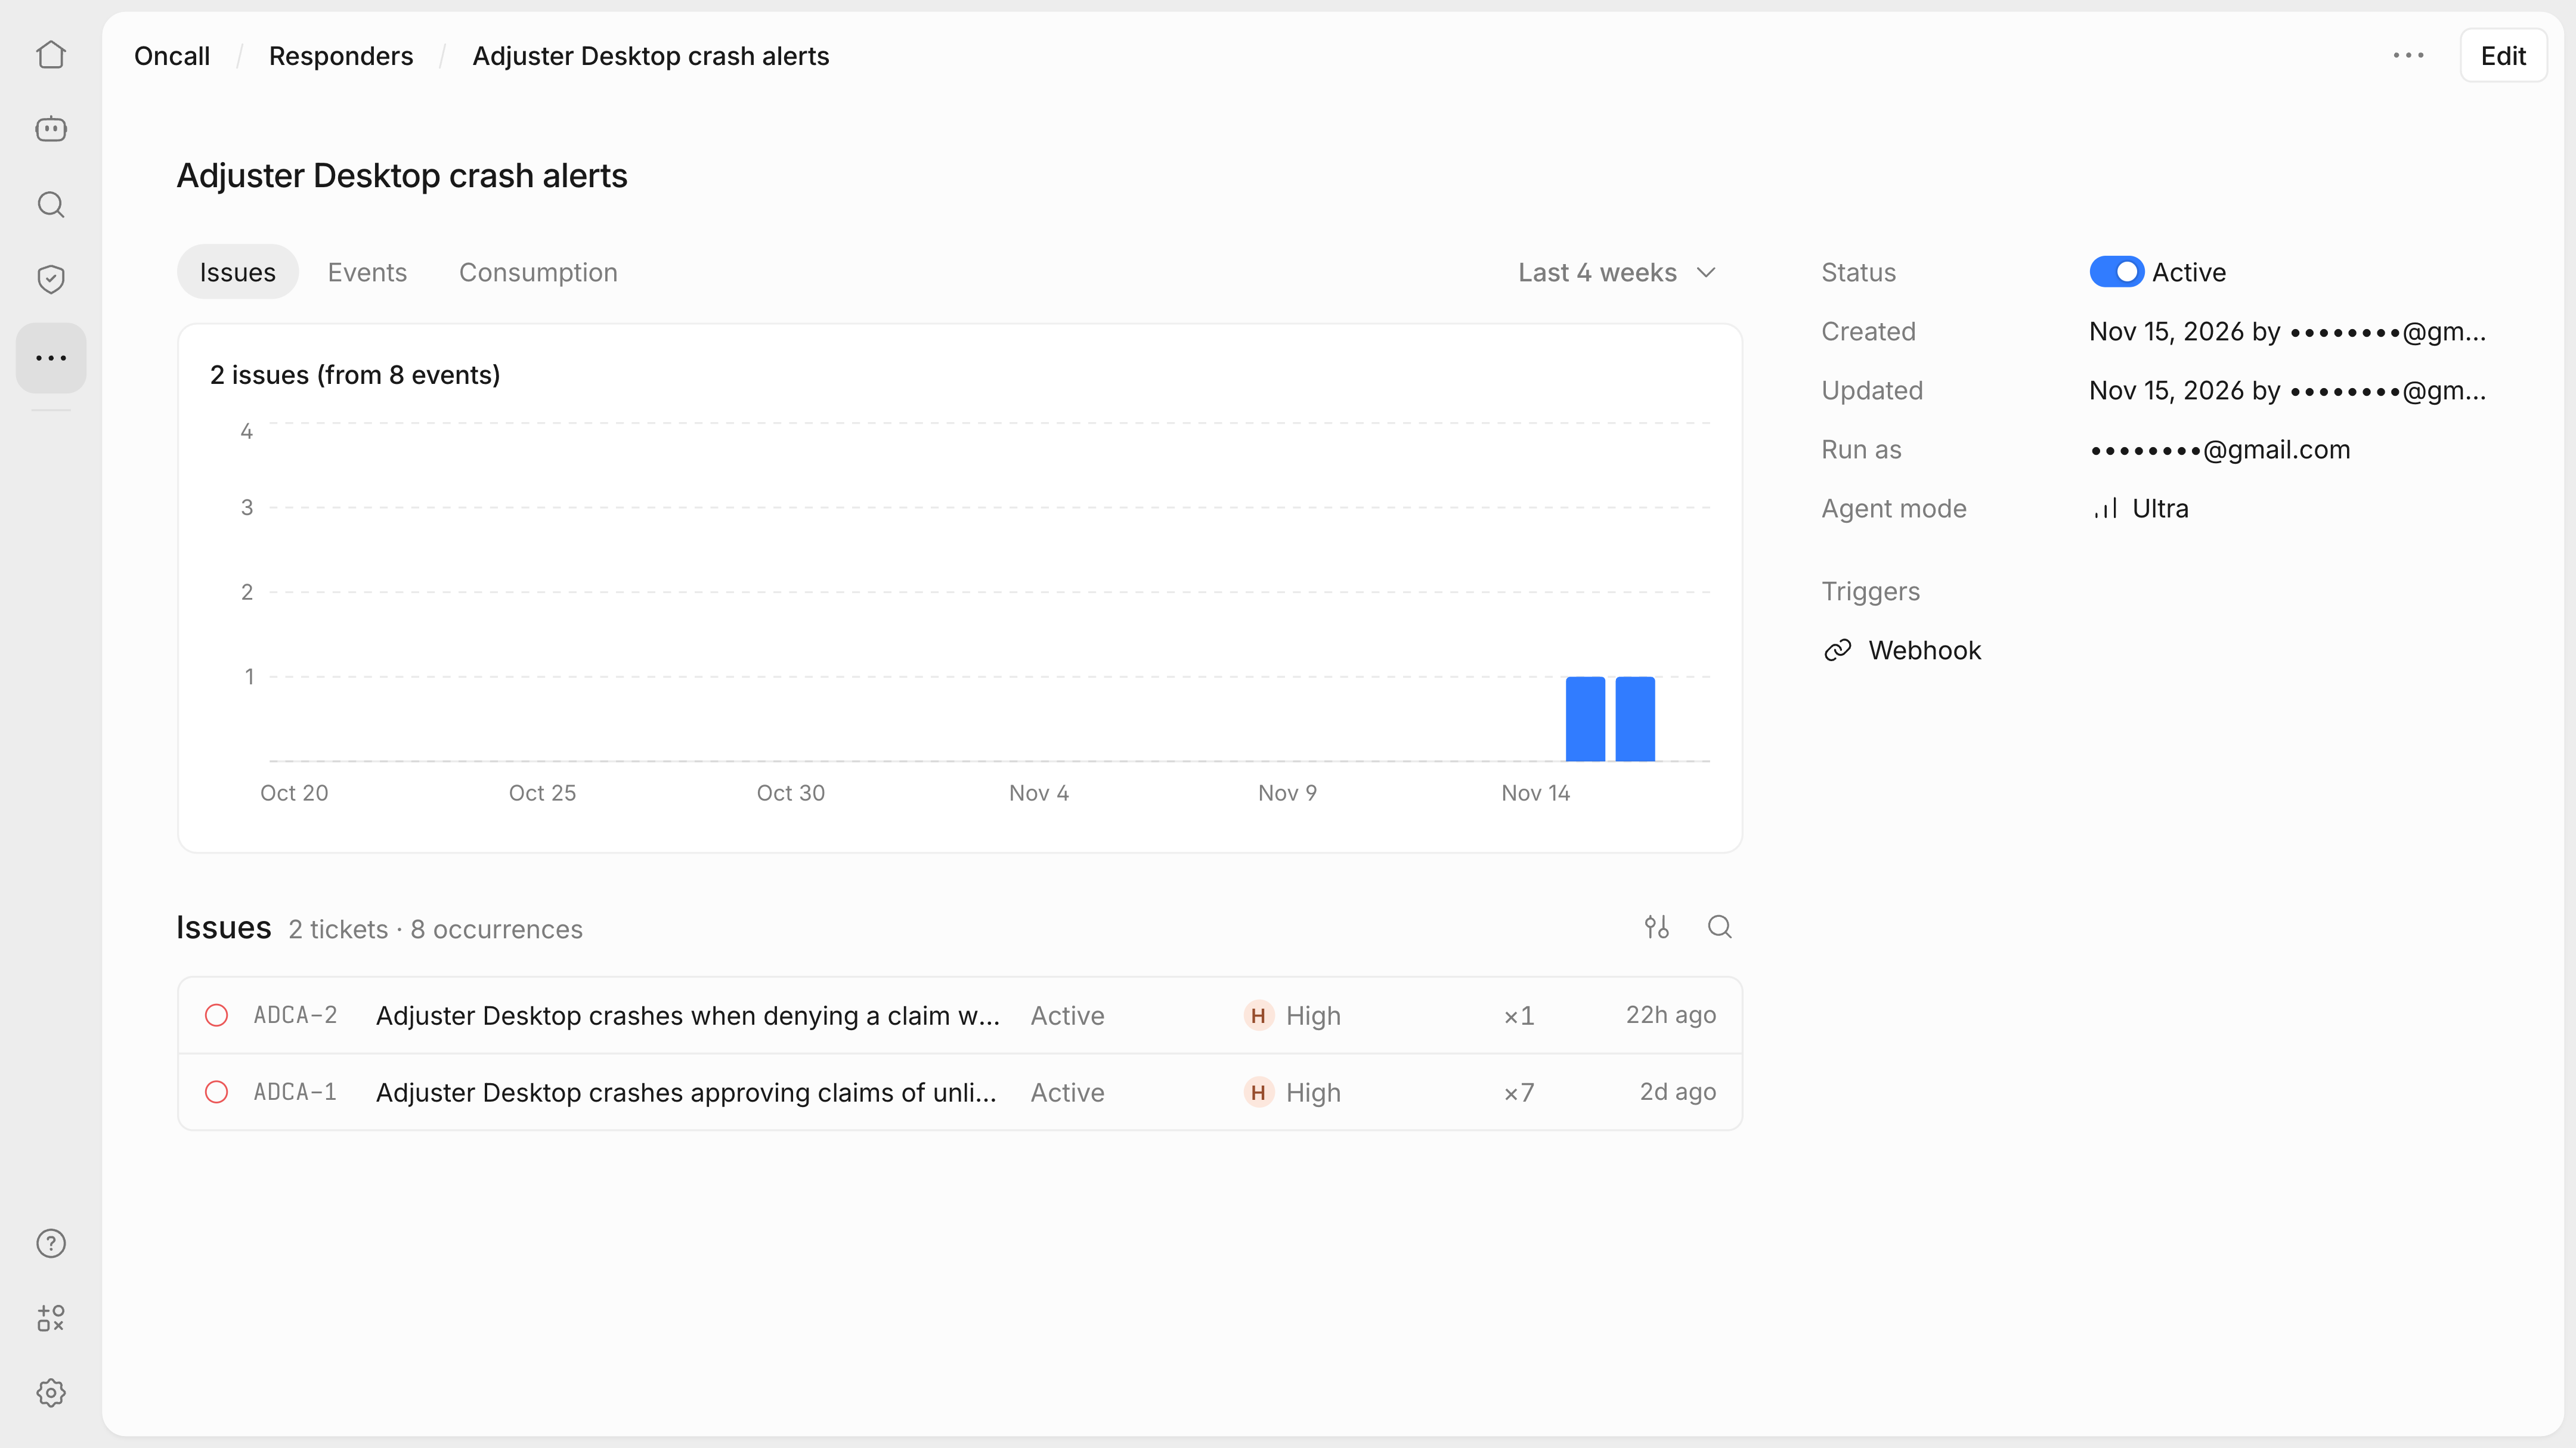 Oncall / Responders / Adjuster Desktop crash alerts
Edit
Adjuster Desktop crash alerts
Issues Events Consumption Last 4 weeks
2 issues (from 8 events)
4
3
2
1
Oct 20 Oct 25 Oct 30 Nov 4 Nov 9 Nov 14
Status Active
Created Nov 15, 2026 by ••••••••@gm...
Updated Nov 15, 2026 by ••••••••@gm...
Run as ••••••••@gmail.com
Agent mode Ultra
Triggers
Webhook
Issues 2 tickets · 8 occurrences
ADCA-2 Adjuster Desktop crashes when denying a claim w... Active H High ×1 22h ago
ADCA-1 Adjuster Desktop crashes approving claims of unli... Active H High ×7 2d ago